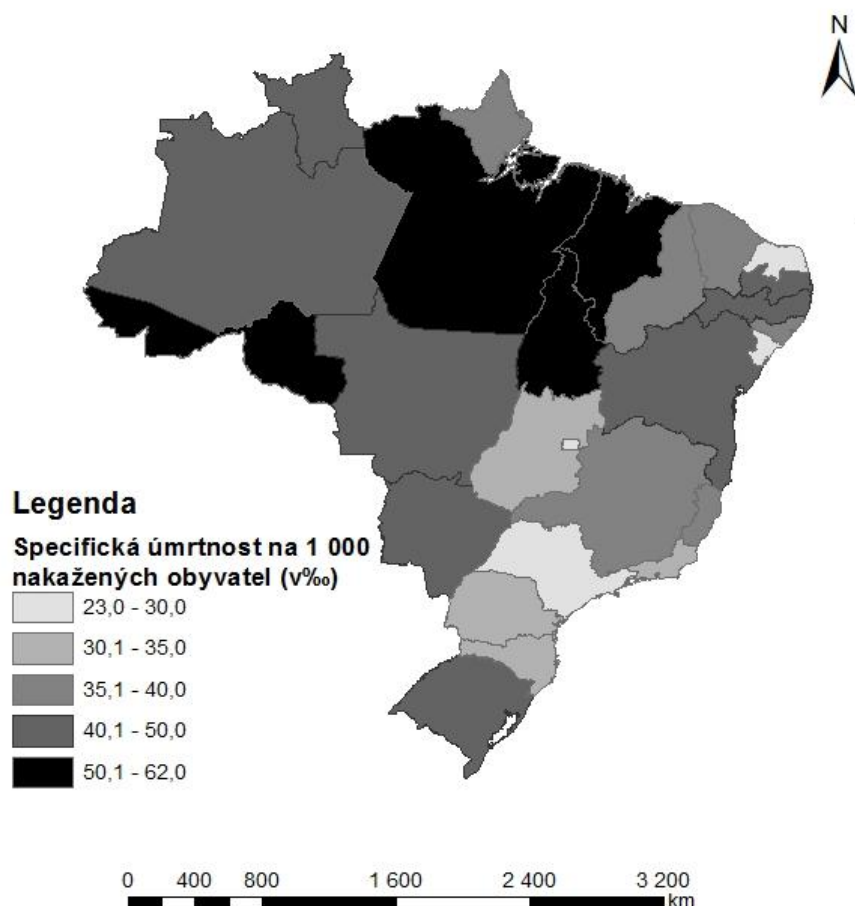 N
Legenda
Specifická úmrtnost na 1 000
nakažených obyvatel (v‰)
23,0 - 30,0
30,1 - 35,0
35,1 - 40,0
40,1 - 50,0
50,1 - 62,0
0 400 800 1 600 2 400 3 200
km